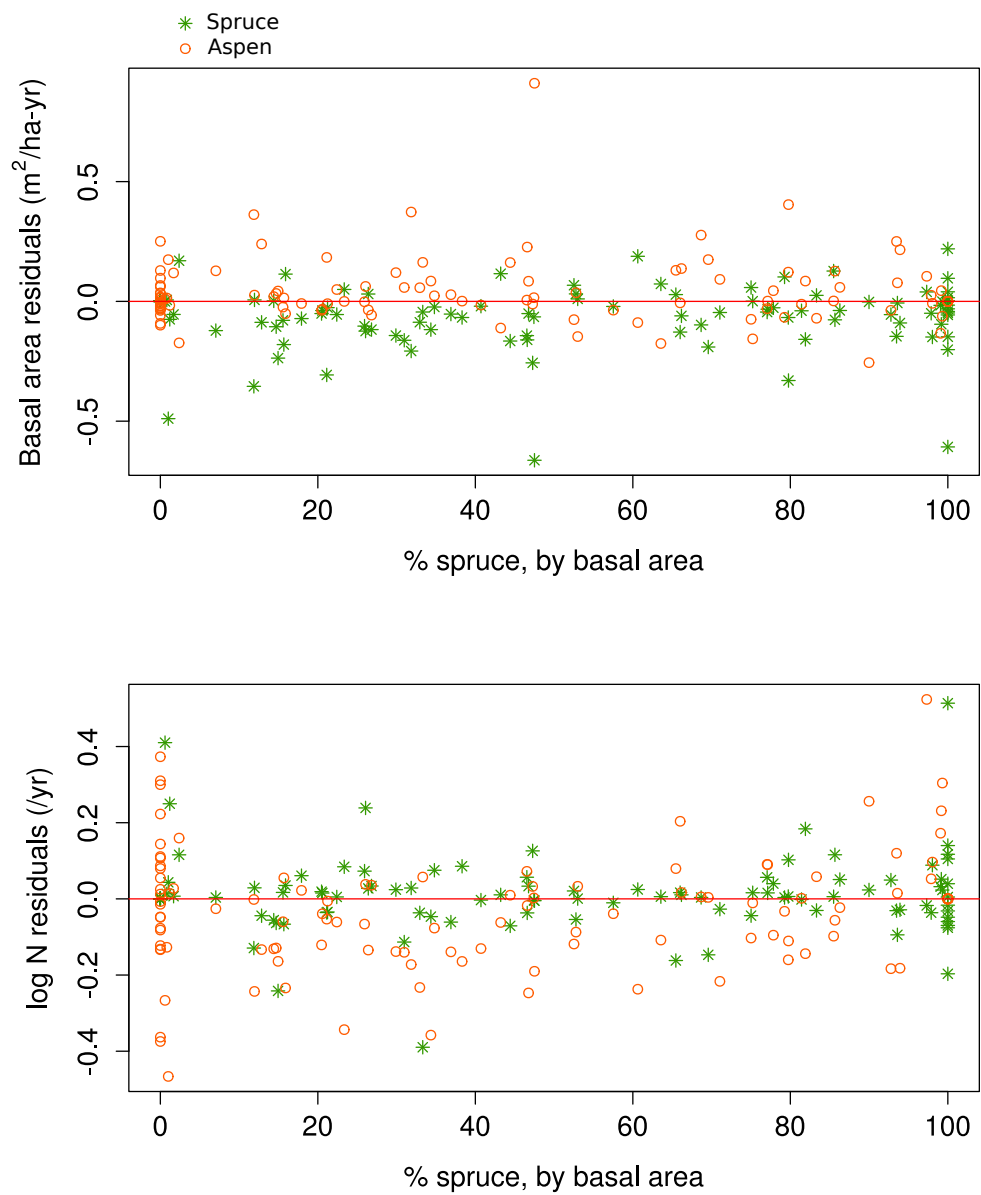 Spruce
Aspen
Basal area residuals (m²/ha-yr)
0.5
0.0
-0.5
0 20 40 60 80 100
% spruce, by basal area
log N residuals (/yr)
0.4
0.2
0.0
-0.2
-0.4
0 20 40 60 80 100
% spruce, by basal area